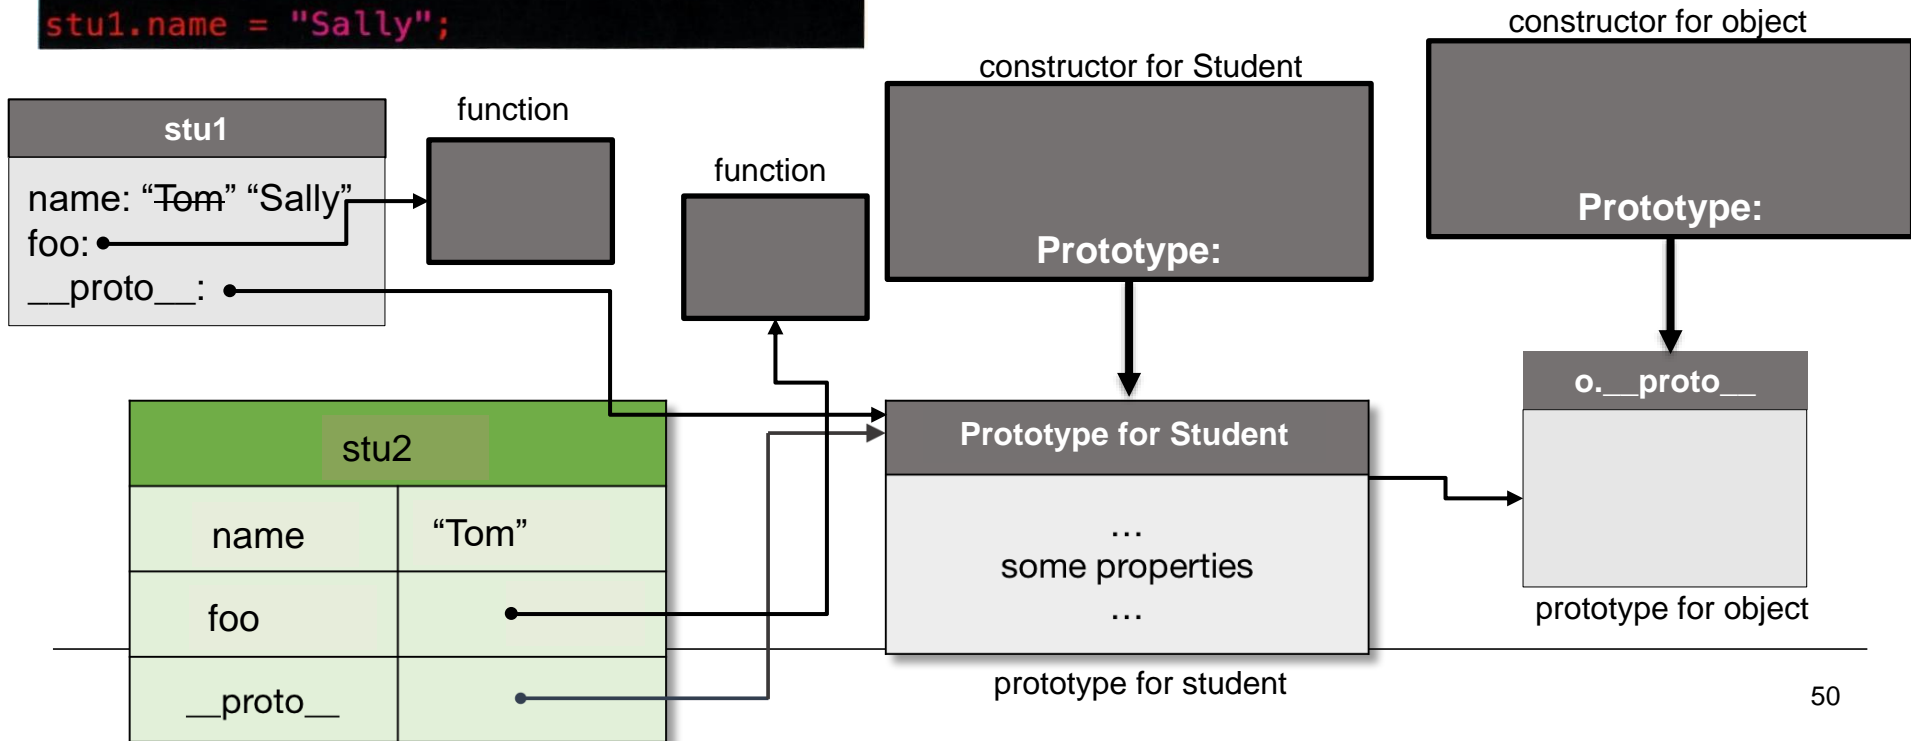 stu1.name = "Sally";
constructor for object
constructor for Student
stu1
function
function
name: “Tom” “Sally”
foo:
__proto__:
Prototype:
Prototype:
o.__proto__
stu2
Prototype for Student
name
“Tom”
...
some properties
...
foo
prototype for object
__proto__
prototype for student
50